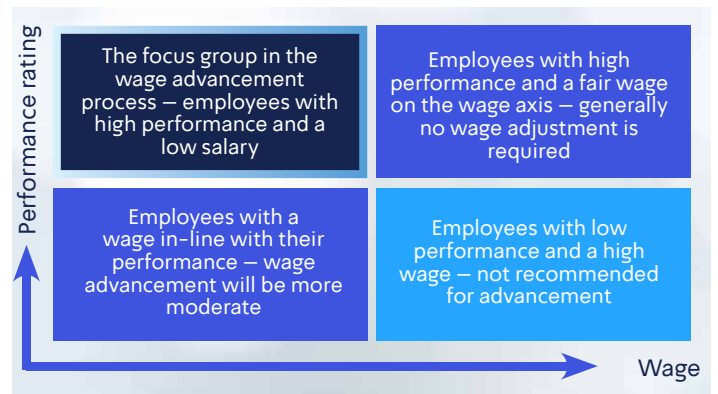 Performance rating
The focus group in the
wage advancement
process – employees with
high performance and a
low salary
Employees with high
performance and a fair wage
on the wage axis – generally
no wage adjustment is
required
Employees with a
wage in-line with their
performance – wage
advancement will be more
moderate
Employees with low
performance and a high
wage – not recommended
for advancement
Wage